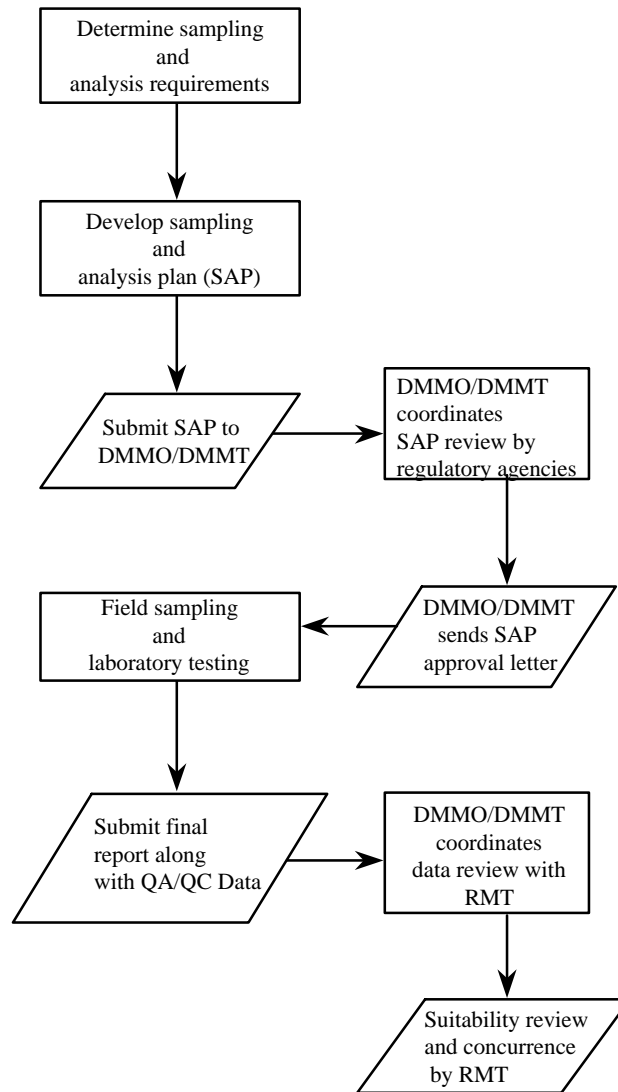 Determine sampling
and
analysis requirements
Develop sampling
and
analysis plan (SAP)
Submit SAP to
DMMO/DMMT
DMMO/DMMT
coordinates
SAP review by
regulatory agencies
DMMO/DMMT
sends SAP
approval letter
Field sampling
and
laboratory testing
Submit final
report along
with QA/QC Data
DMMO/DMMT
coordinates
data review with
RMT
Suitability review
and concurrence
by RMT